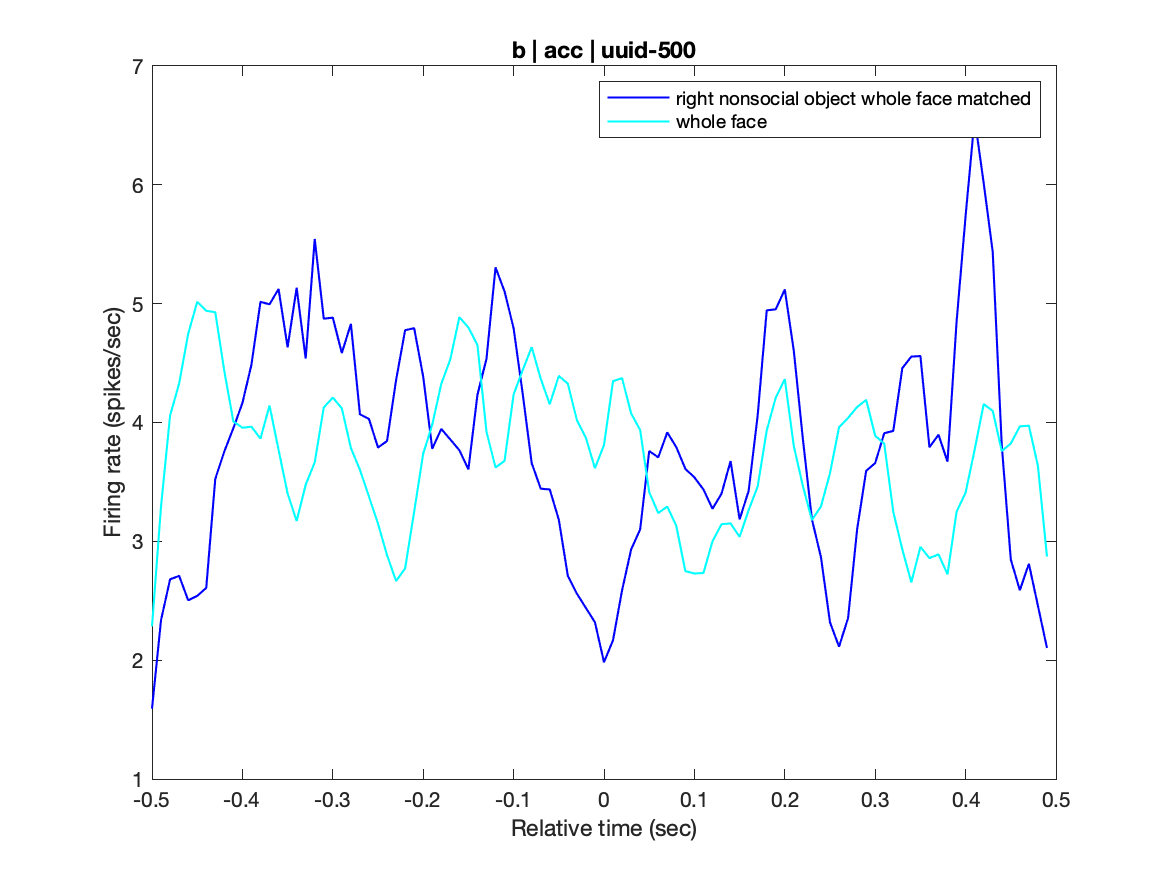 b | acc | uuid-500
right nonsocial object whole face matched
whole face
Firing rate (spikes/sec)
7
6
5
4
3
2
1
-0.5 -0.4 -0.3 -0.2 -0.1 0 0.1 0.2 0.3 0.4 0.5
Relative time (sec)